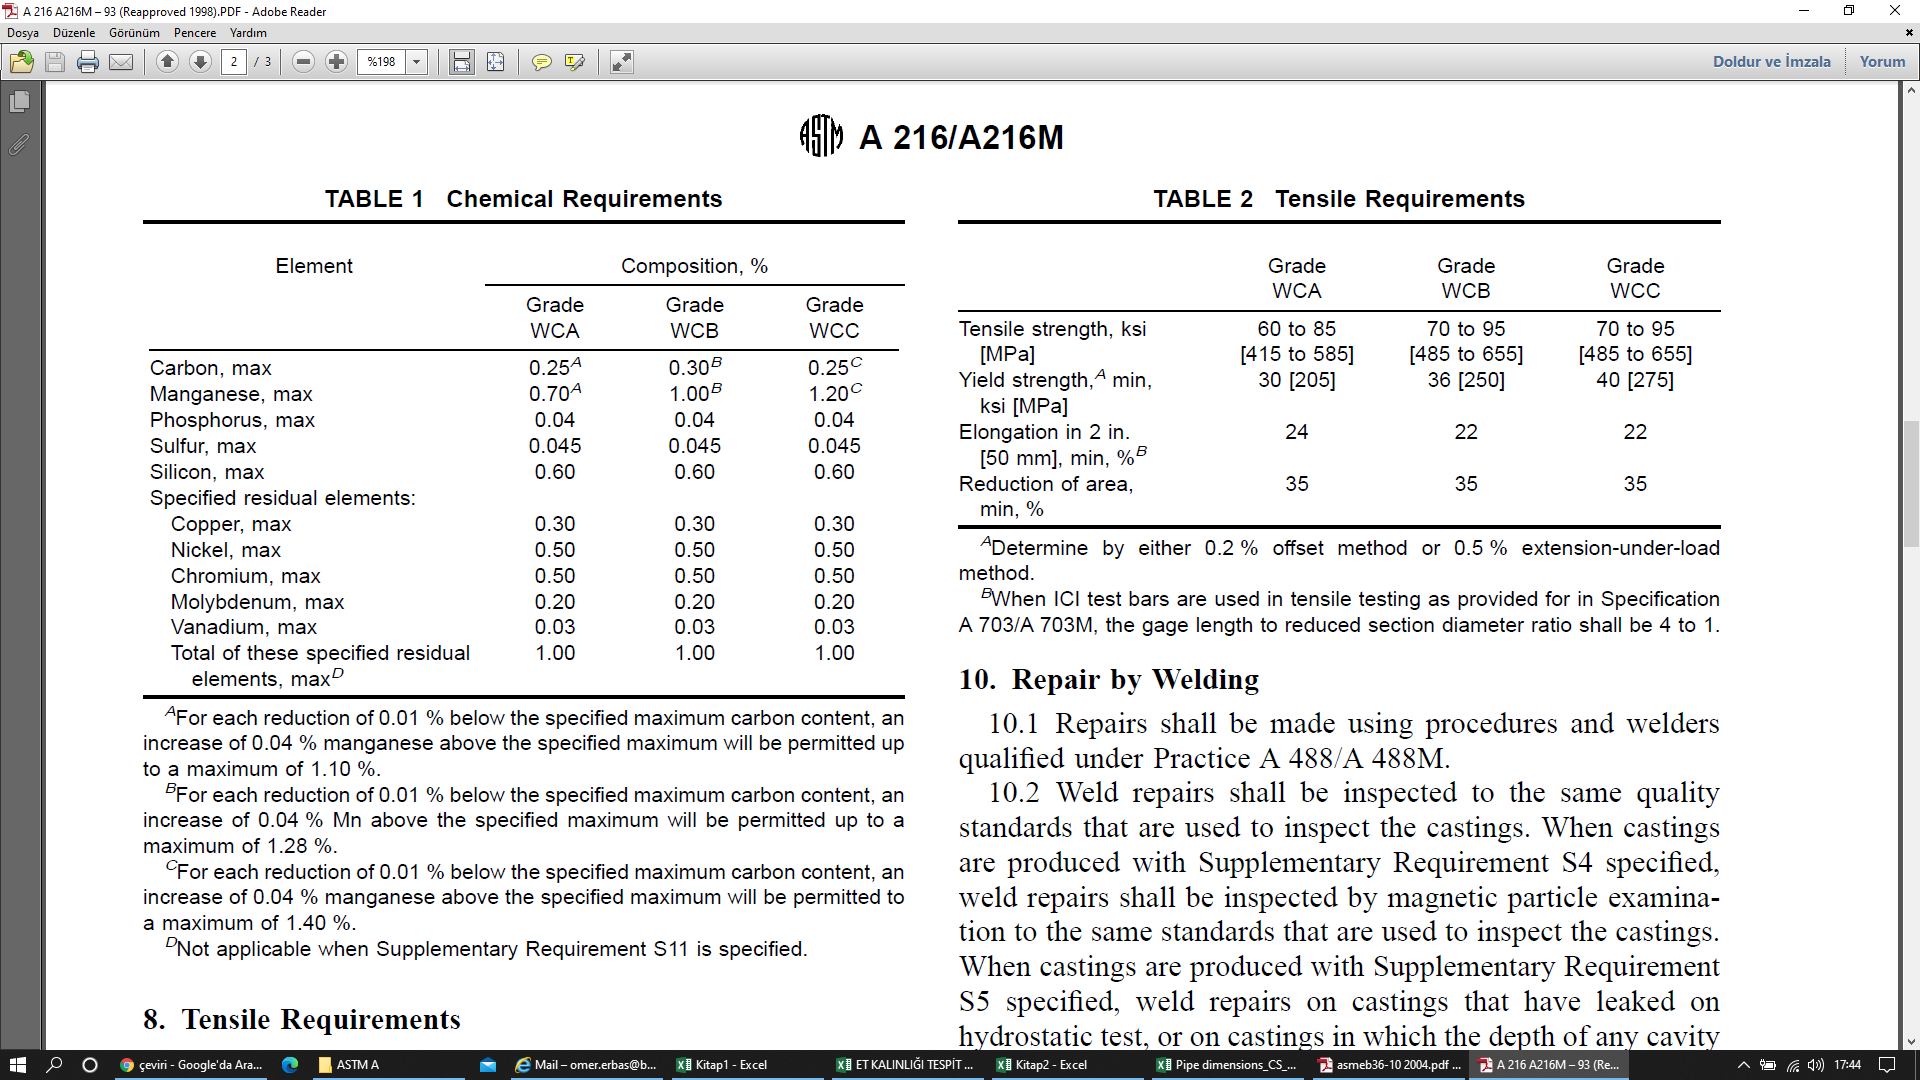 A 216 A216M – 93 (Reapproved 1998).PDF - Adobe Reader
Dosya Düzenle Görünüm Pencere Yardım
2 / 3 %198 Doldur ve İmzala Yorum
ASTM A 216/A216M
TABLE 1 Chemical Requirements
Element Composition, %
Grade Grade Grade
WCA WCB WCC
Carbon, max 0.25A 0.30B 0.25C
Manganese, max 0.70A 1.00B 1.20C
Phosphorus, max 0.04 0.04 0.04
Sulfur, max 0.045 0.045 0.045
Silicon, max 0.60 0.60 0.60
Specified residual elements:
Copper, max 0.30 0.30 0.30
Nickel, max 0.50 0.50 0.50
Chromium, max 0.50 0.50 0.50
Molybdenum, max 0.20 0.20 0.20
Vanadium, max 0.03 0.03 0.03
Total of these specified residual 1.00 1.00 1.00
elements, maxD
AFor each reduction of 0.01 % below the specified maximum carbon content, an
increase of 0.04 % manganese above the specified maximum will be permitted up
to a maximum of 1.10 %.
BFor each reduction of 0.01 % below the specified maximum carbon content, an
increase of 0.04 % Mn above the specified maximum will be permitted up to a
maximum of 1.28 %.
CFor each reduction of 0.01 % below the specified maximum carbon content, an
increase of 0.04 % manganese above the specified maximum will be permitted to
a maximum of 1.40 %.
DNot applicable when Supplementary Requirement S11 is specified.
8. Tensile Requirements
TABLE 2 Tensile Requirements
Grade Grade Grade
WCA WCB WCC
Tensile strength, ksi 60 to 85 70 to 95 70 to 95
[MPa] [415 to 585] [485 to 655] [485 to 655]
Yield strength,A min, 30 [205] 36 [250] 40 [275]
ksi [MPa]
Elongation in 2 in. 24 22 22
[50 mm], min, %B
Reduction of area, 35 35 35
min, %
ADetermine by either 0.2 % offset method or 0.5 % extension-under-load
method.
BWhen ICI test bars are used in tensile testing as provided for in Specification
A 703/A 703M, the gage length to reduced section diameter ratio shall be 4 to 1.
10. Repair by Welding
10.1 Repairs shall be made using procedures and welders
qualified under Practice A 488/A 488M.
10.2 Weld repairs shall be inspected to the same quality
standards that are used to inspect the castings. When castings
are produced with Supplementary Requirement S4 specified,
weld repairs shall be inspected by magnetic particle examina-
tion to the same standards that are used to inspect the castings.
When castings are produced with Supplementary Requirement
S5 specified, weld repairs on castings that have leaked on
hydrostatic test, or on castings in which the depth of any cavity
çeviri - Google'da Ara... ASTM A Mail – omer.erbas@b... Kitap1 - Excel ET KALINLIĞI TESPİT ... Kitap2 - Excel Pipe dimensions_CS_... asmeb36-10 2004.pdf ... A 216 A216M – 93 (Re... 17:44